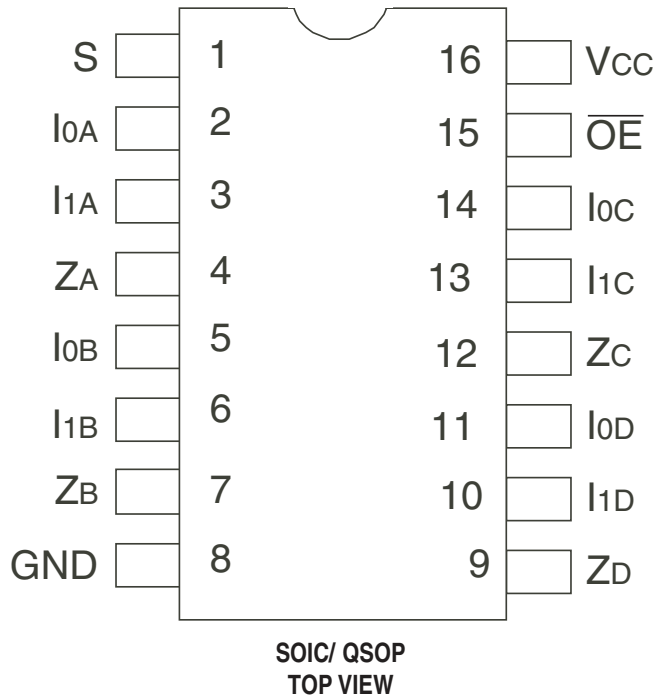 S 1 16 VCC
I0A 2 15 O̅E̅
I1A 3 14 I0C
ZA 4 13 I1C
I0B 5 12 ZC
I1B 6 11 I0D
ZB 7 10 I1D
GND 8 9 ZD
SOIC/ QSOP
TOP VIEW